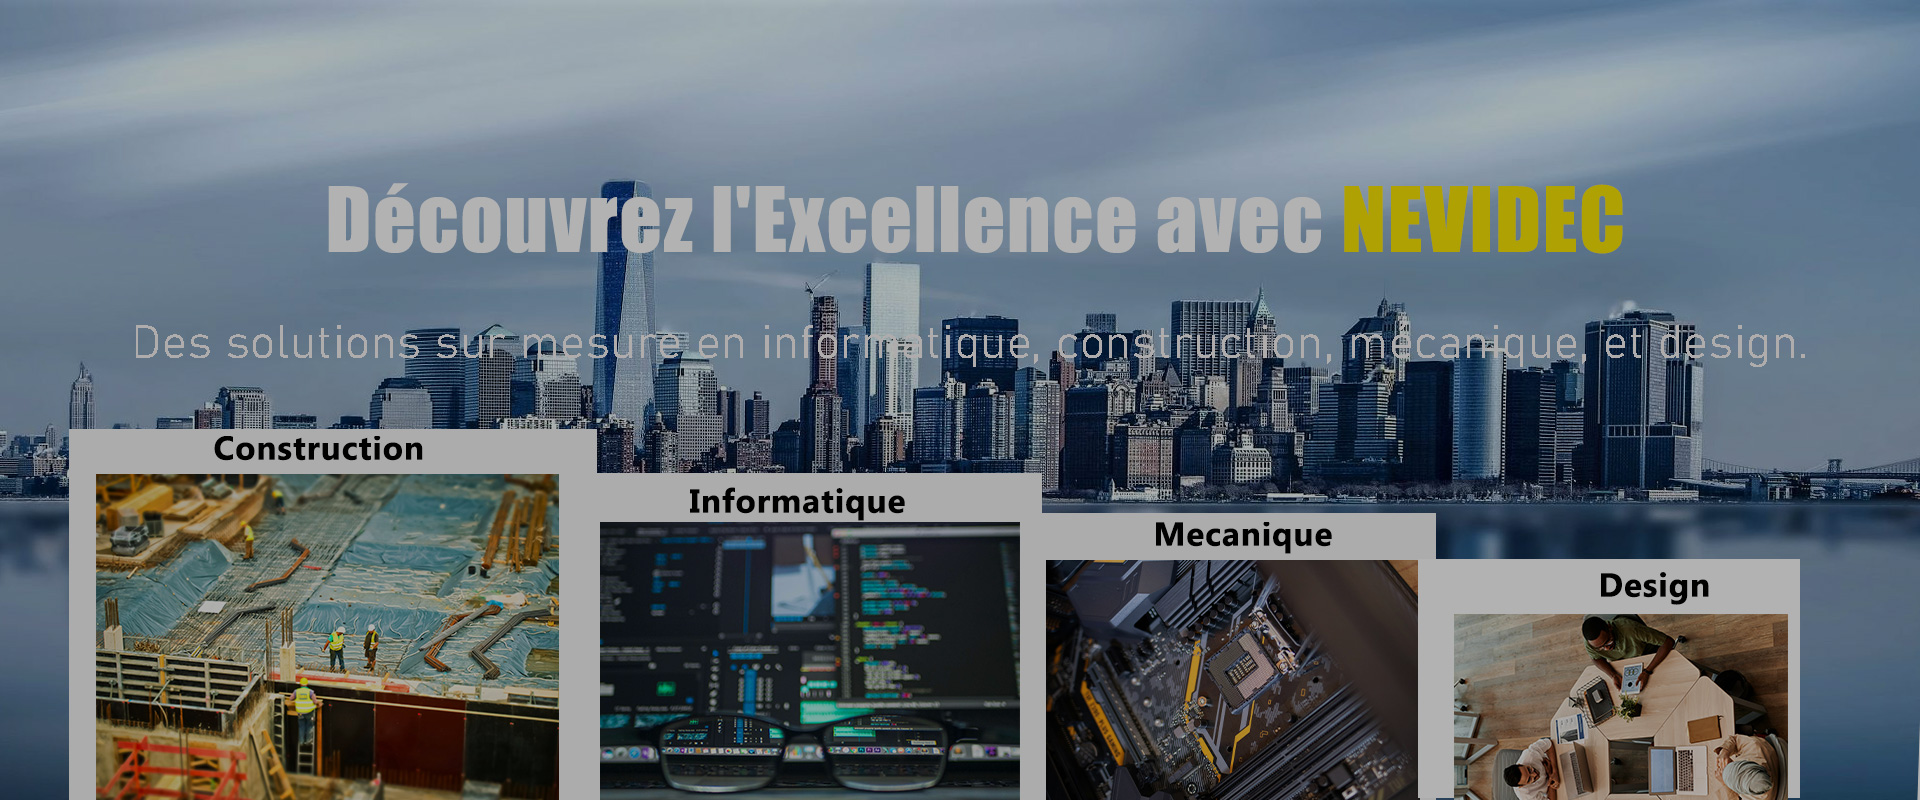 Découvrez l'Excellence avec NEVIDEC
Des solutions sur mesure en informatique, construction, mécanique, et design.
Construction
Informatique
Mecanique
Design